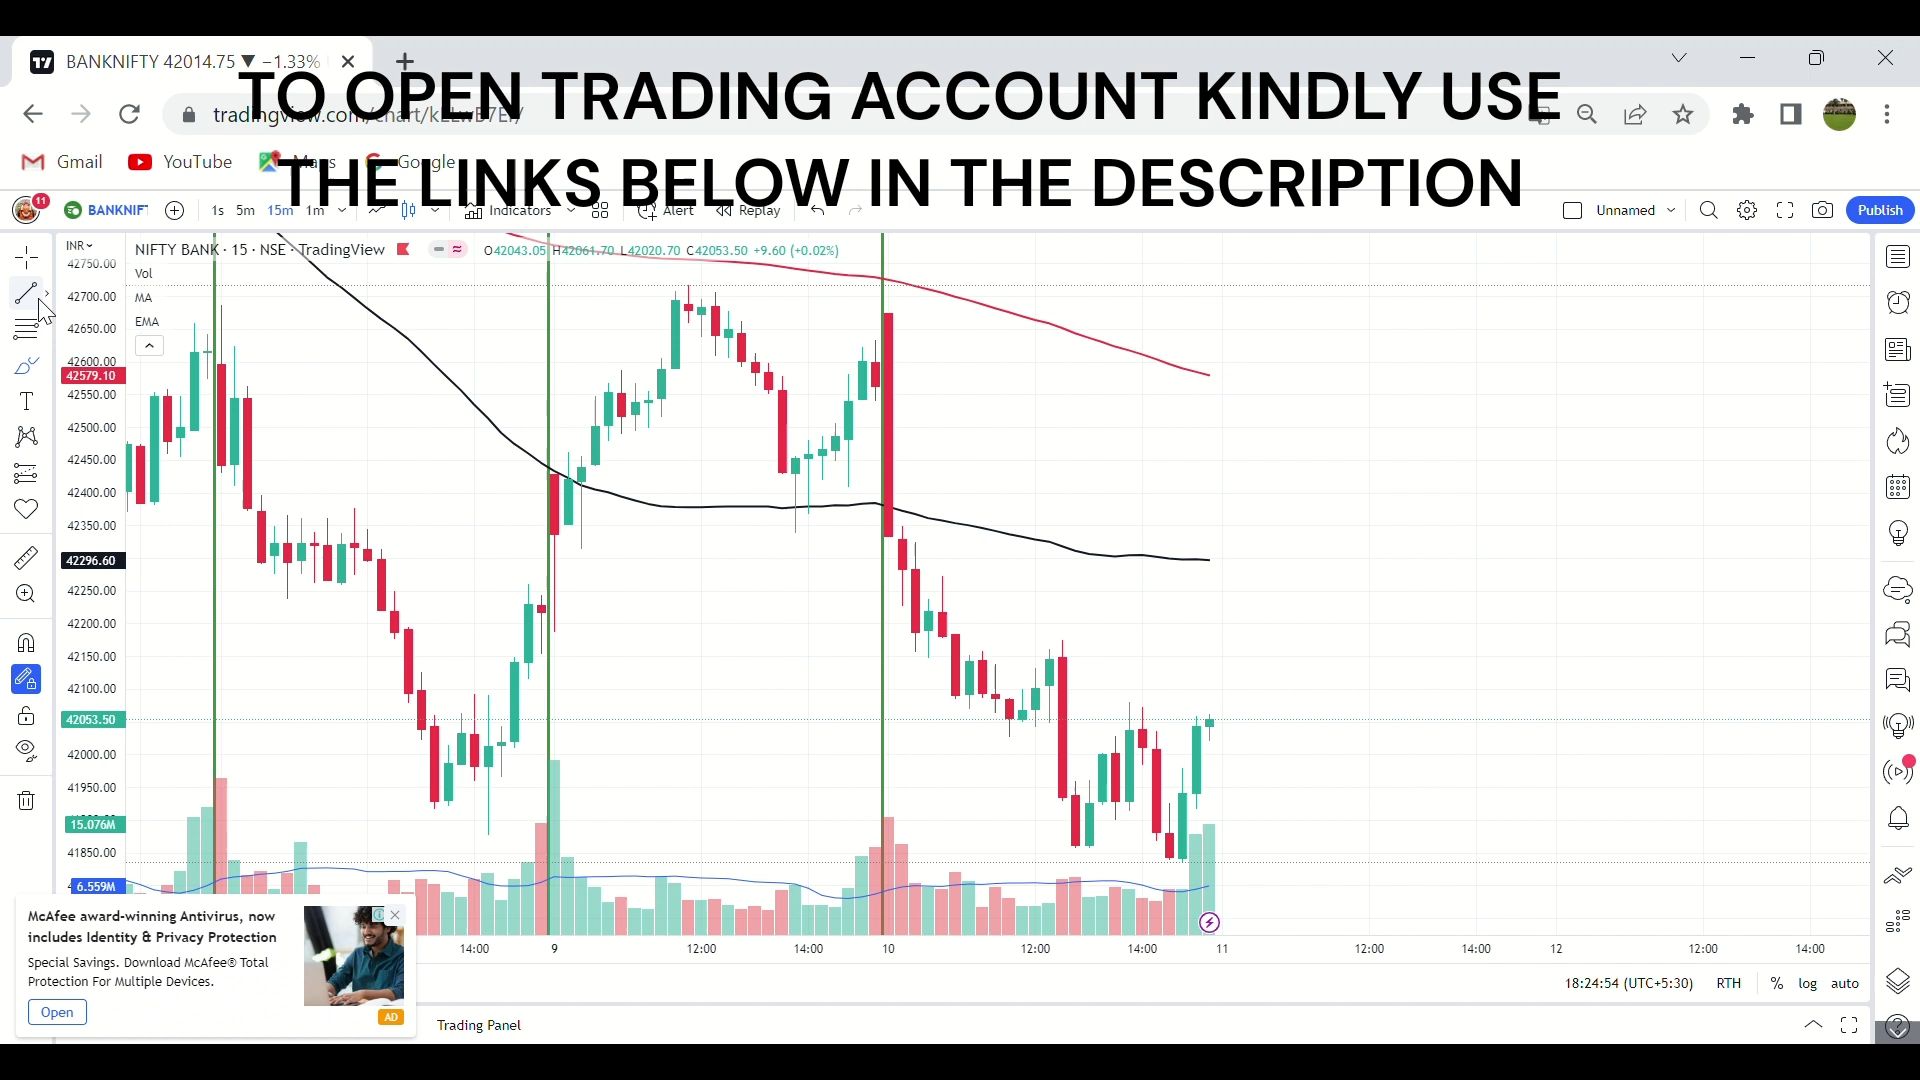 BANKNIFTY 42014.75 ▼ −1.33%
TO OPEN TRADING ACCOUNT KINDLY USE
THE LINKS BELOW IN THE DESCRIPTION
Gmail YouTube Maps Google
11 BANKNIF 1s 5m 15m 1m Indicators Alert Replay Unnamed Publish
INR NIFTY BANK · 15 · NSE · TradingView O42043.05 H42061.70 L42020.70 C42053.50 +9.60 (+0.02%)
Vol
MA
EMA
42750.00
42700.00
42650.00
42600.00
42579.10
42550.00
42500.00
42450.00
42400.00
42350.00
42296.60
42250.00
42200.00
42150.00
42100.00
42053.50
42000.00
41950.00
15.076M
41850.00
6.559M
14:00 9 12:00 14:00 10 12:00 14:00 11 12:00 14:00 12 12:00 14:00
McAfee award-winning Antivirus, now
includes Identity & Privacy Protection
Special Savings. Download McAfee® Total
Protection For Multiple Devices.
Open
AD
18:24:54 (UTC+5:30) RTH % log auto
Trading Panel